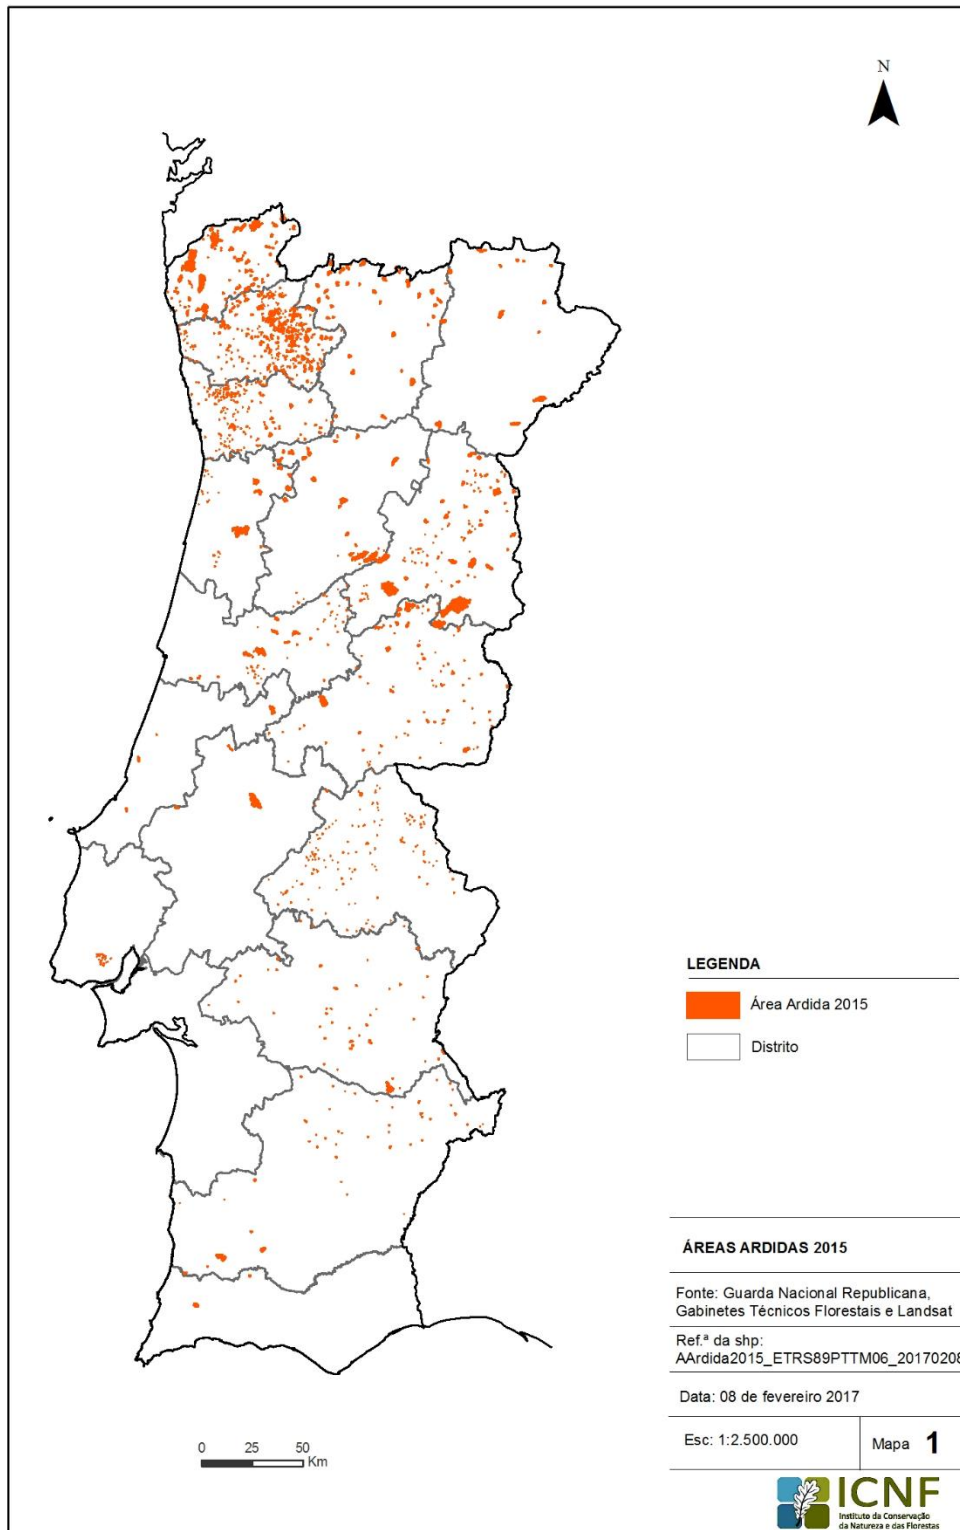 N
LEGENDA
Área Ardida 2015
Distrito
ÁREAS ARDIDAS 2015
Fonte: Guarda Nacional Republicana,
Gabinetes Técnicos Florestais e Landsat
Ref.ª da shp:
AArdida2015_ETRS89PTTM06_20170208
Data: 08 de fevereiro 2017
Esc: 1:2.500.000
Mapa 1
0 25 50
Km
ICNF
Instituto da Conservação
da Natureza e das Florestas